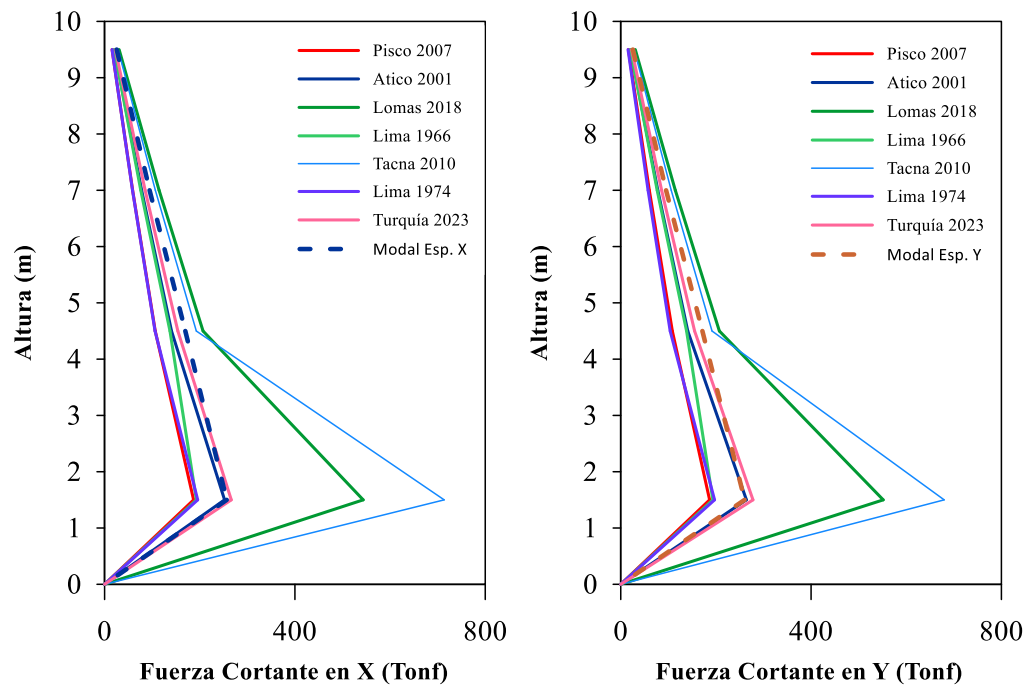 10
9
8
7
6
5
4
3
2
1
0
Altura (m)
Pisco 2007
Atico 2001
Lomas 2018
Lima 1966
Tacna 2010
Lima 1974
Turquía 2023
Modal Esp. X
0
400
800
Fuerza Cortante en X (Tonf)
10
9
8
7
6
5
4
3
2
1
0
Altura (m)
Pisco 2007
Atico 2001
Lomas 2018
Lima 1966
Tacna 2010
Lima 1974
Turquía 2023
Modal Esp. Y
0
400
800
Fuerza Cortante en Y (Tonf)